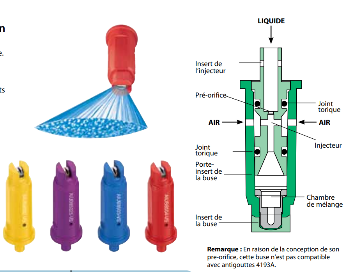 n
e.
ts
LIQUIDE
Insert de
l'injecteur
Pré-orifice
Joint
torique
AIR
AIR
Injecteur
Joint
torique
Porte-
insert de
la buse
Chambre
de mélange
Insert de
la buse
Remarque : En raison de la conception de son
pre-orifice, cette buse n'est pas compatible
avec antigouttes 4193A.